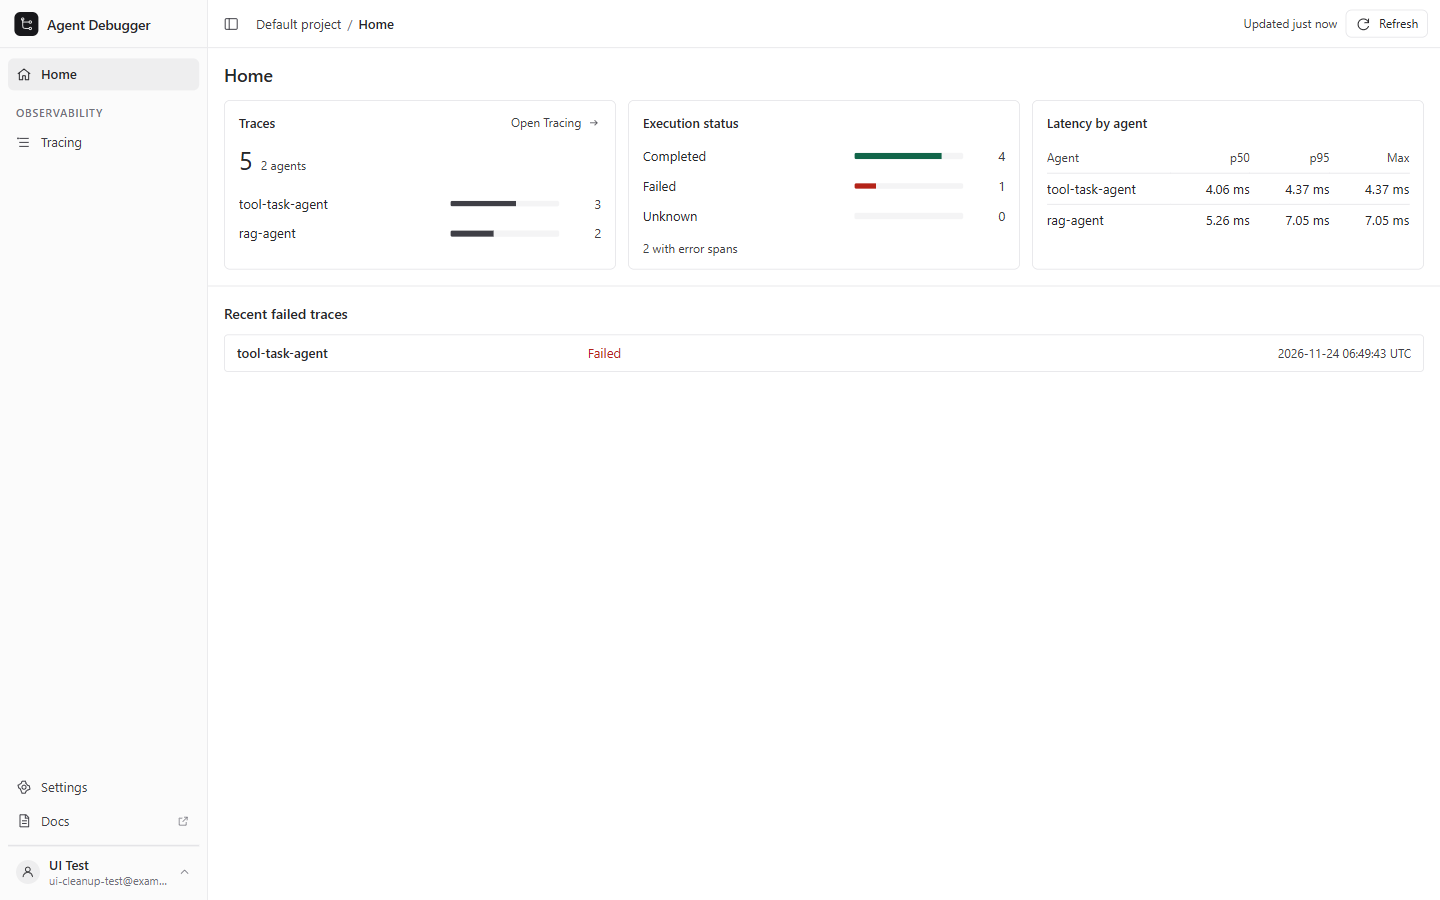 Agent Debugger
Default project / Home
Updated just now
Refresh
Home
OBSERVABILITY
Tracing
Settings
Docs
UI Test
ui-cleanup-test@exam...
Home
Traces
Open Tracing →
5 2 agents
tool-task-agent 3
rag-agent 2
Execution status
Completed 4
Failed 1
Unknown 0
2 with error spans
Latency by agent
Agent p50 p95 Max
tool-task-agent 4.06 ms 4.37 ms 4.37 ms
rag-agent 5.26 ms 7.05 ms 7.05 ms
Recent failed traces
tool-task-agent Failed 2026-11-24 06:49:43 UTC